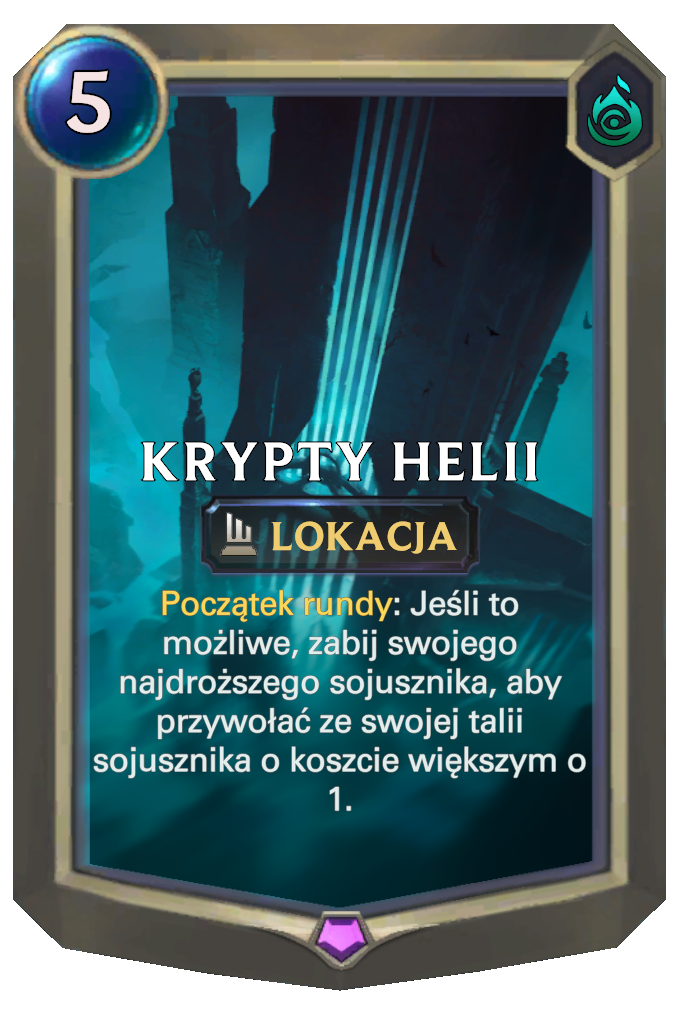 5
KRYPTY HELII
LOKACJA
Początek rundy: Jeśli to
możliwe, zabij swojego
najdroższego sojusznika, aby
przywołać ze swojej talii
sojusznika o koszcie większym o
1.